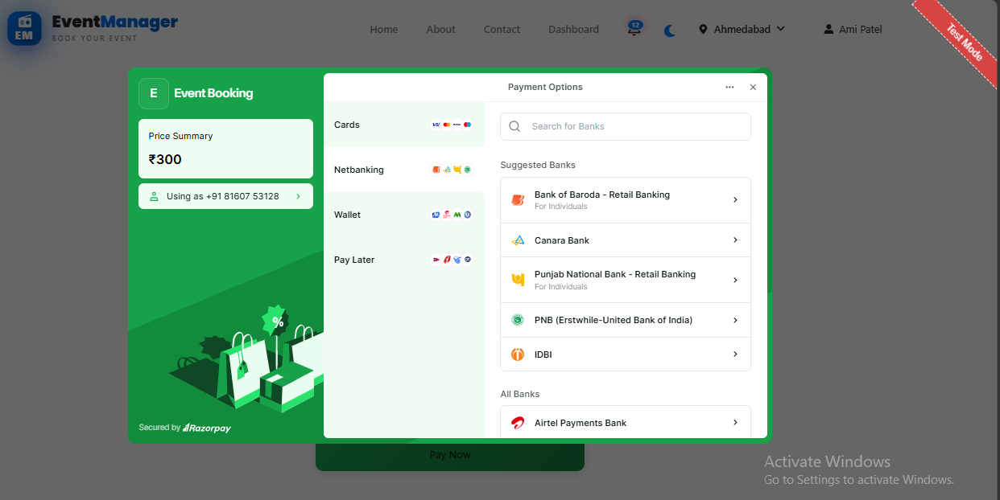 EM
EventManager
BOOK YOUR EVENT
Home
About
Contact
Dashboard
12
Ahmedabad
Ami Patel
Test Mode
E
Event Booking
Price Summary
₹300
Using as +91 81607 53128
%
Secured by Razorpay
Payment Options
Cards
VISA
Netbanking
Wallet
Pay Later
Search for Banks
Suggested Banks
Bank of Baroda - Retail Banking
For Individuals
Canara Bank
Punjab National Bank - Retail Banking
For Individuals
PNB (Erstwhile-United Bank of India)
IDBI
All Banks
Airtel Payments Bank
Pay Now
Activate Windows
Go to Settings to activate Windows.